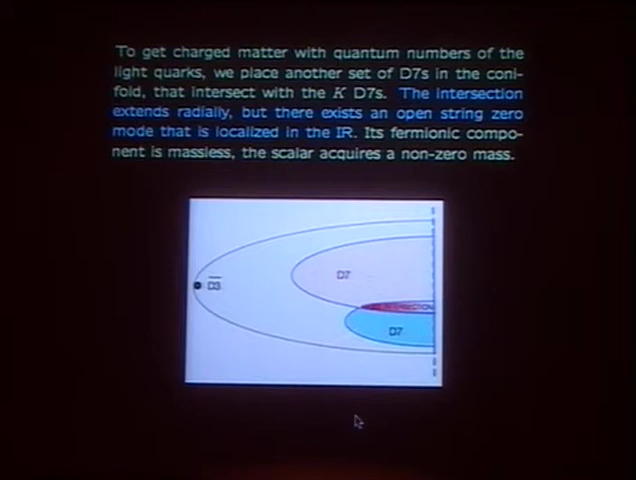 To get charged matter with quantum numbers of the
light quarks, we place another set of D7s in the coni-
fold, that intersect with the K D7s. The intersection
extends radially, but there exists an open string zero
mode that is localized in the IR. Its fermionic compo-
nent is massless, the scalar acquires a non-zero mass.
D7
D3
D7